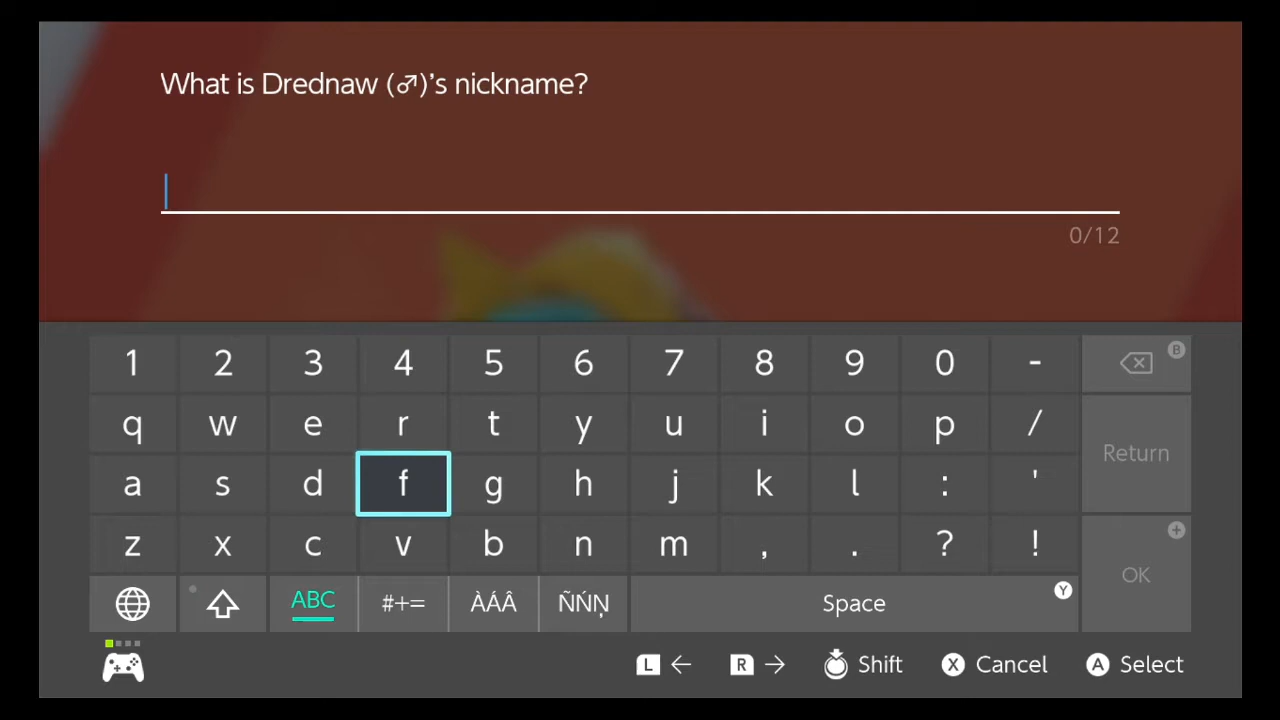 What is Drednaw (♂)'s nickname?
0/12
1 2 3 4 5 6 7 8 9 0 - B
q w e r t y u i o p / Return
a s d f g h j k l : '
z x c v b n m , . ? ! + OK
ABC #+= ÀÁÂ ÑŃŅ Space Y
L ← R → Shift X Cancel A Select